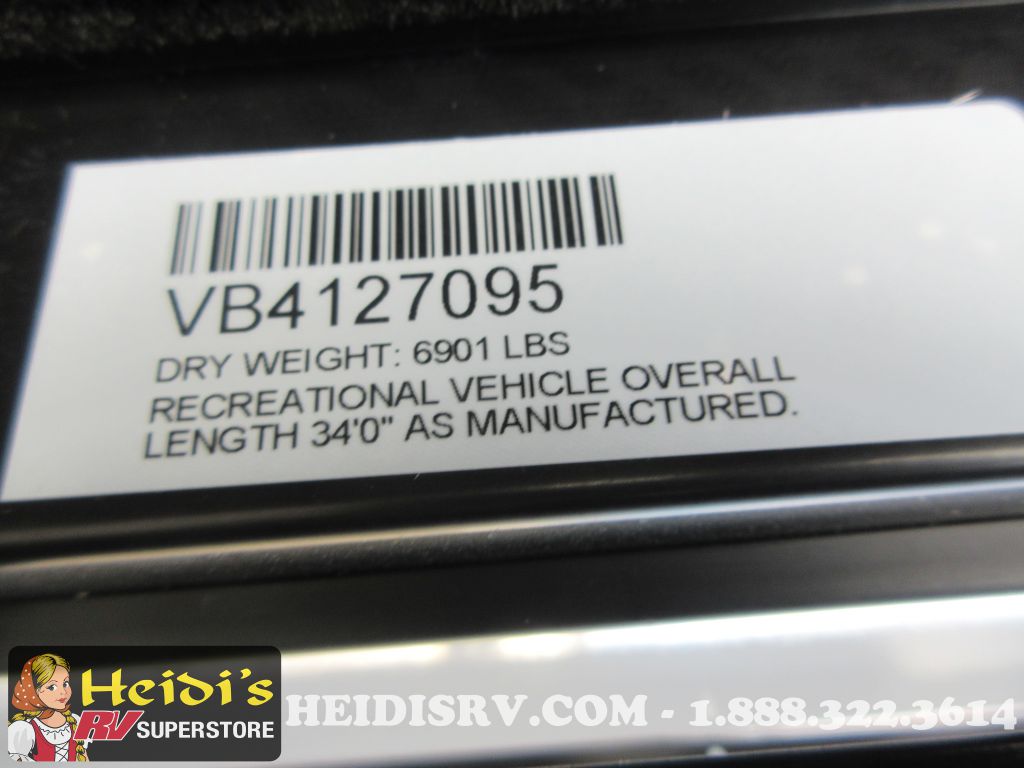 VB4127095
DRY WEIGHT: 6901 LBS
RECREATIONAL VEHICLE OVERALL
LENGTH 34'0" AS MANUFACTURED.
Heidi's
RV SUPERSTORE
HEIDISRV.COM - 1.888.322.3614